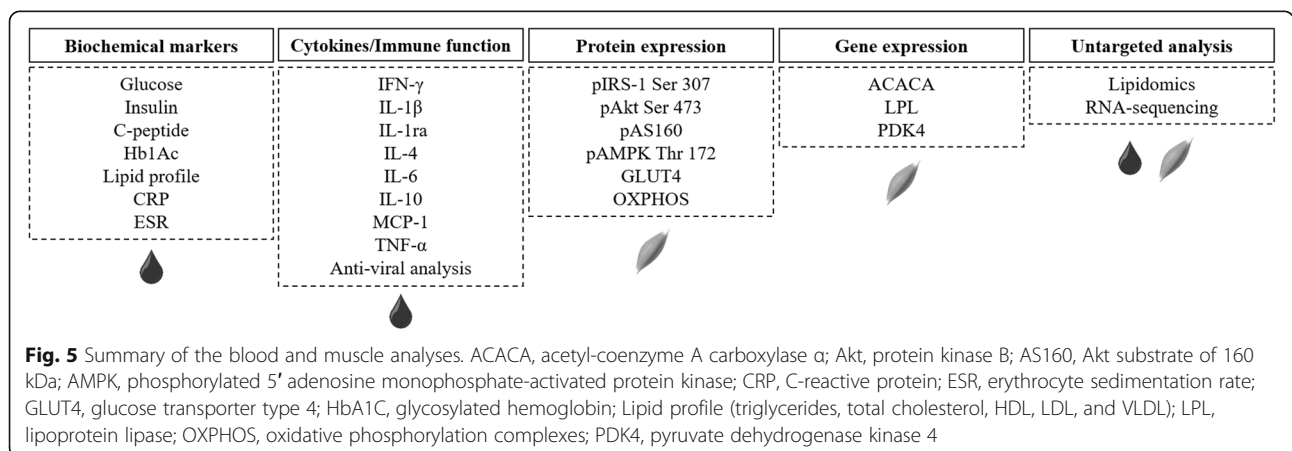 Biochemical markers
Glucose
Insulin
C-peptide
Hb1Ac
Lipid profile
CRP
ESR
Cytokines/Immune function
IFN-γ
IL-1β
IL-1ra
IL-4
IL-6
IL-10
MCP-1
TNF-α
Anti-viral analysis
Protein expression
pIRS-1 Ser 307
pAkt Ser 473
pAS160
pAMPK Thr 172
GLUT4
OXPHOS
Gene expression
ACACA
LPL
PDK4
Untargeted analysis
Lipidomics
RNA-sequencing
Fig. 5 Summary of the blood and muscle analyses. ACACA, acetyl-coenzyme A carboxylase α; Akt, protein kinase B; AS160, Akt substrate of 160
kDa; AMPK, phosphorylated 5′ adenosine monophosphate-activated protein kinase; CRP, C-reactive protein; ESR, erythrocyte sedimentation rate;
GLUT4, glucose transporter type 4; HbA1C, glycosylated hemoglobin; Lipid profile (triglycerides, total cholesterol, HDL, LDL, and VLDL); LPL,
lipoprotein lipase; OXPHOS, oxidative phosphorylation complexes; PDK4, pyruvate dehydrogenase kinase 4